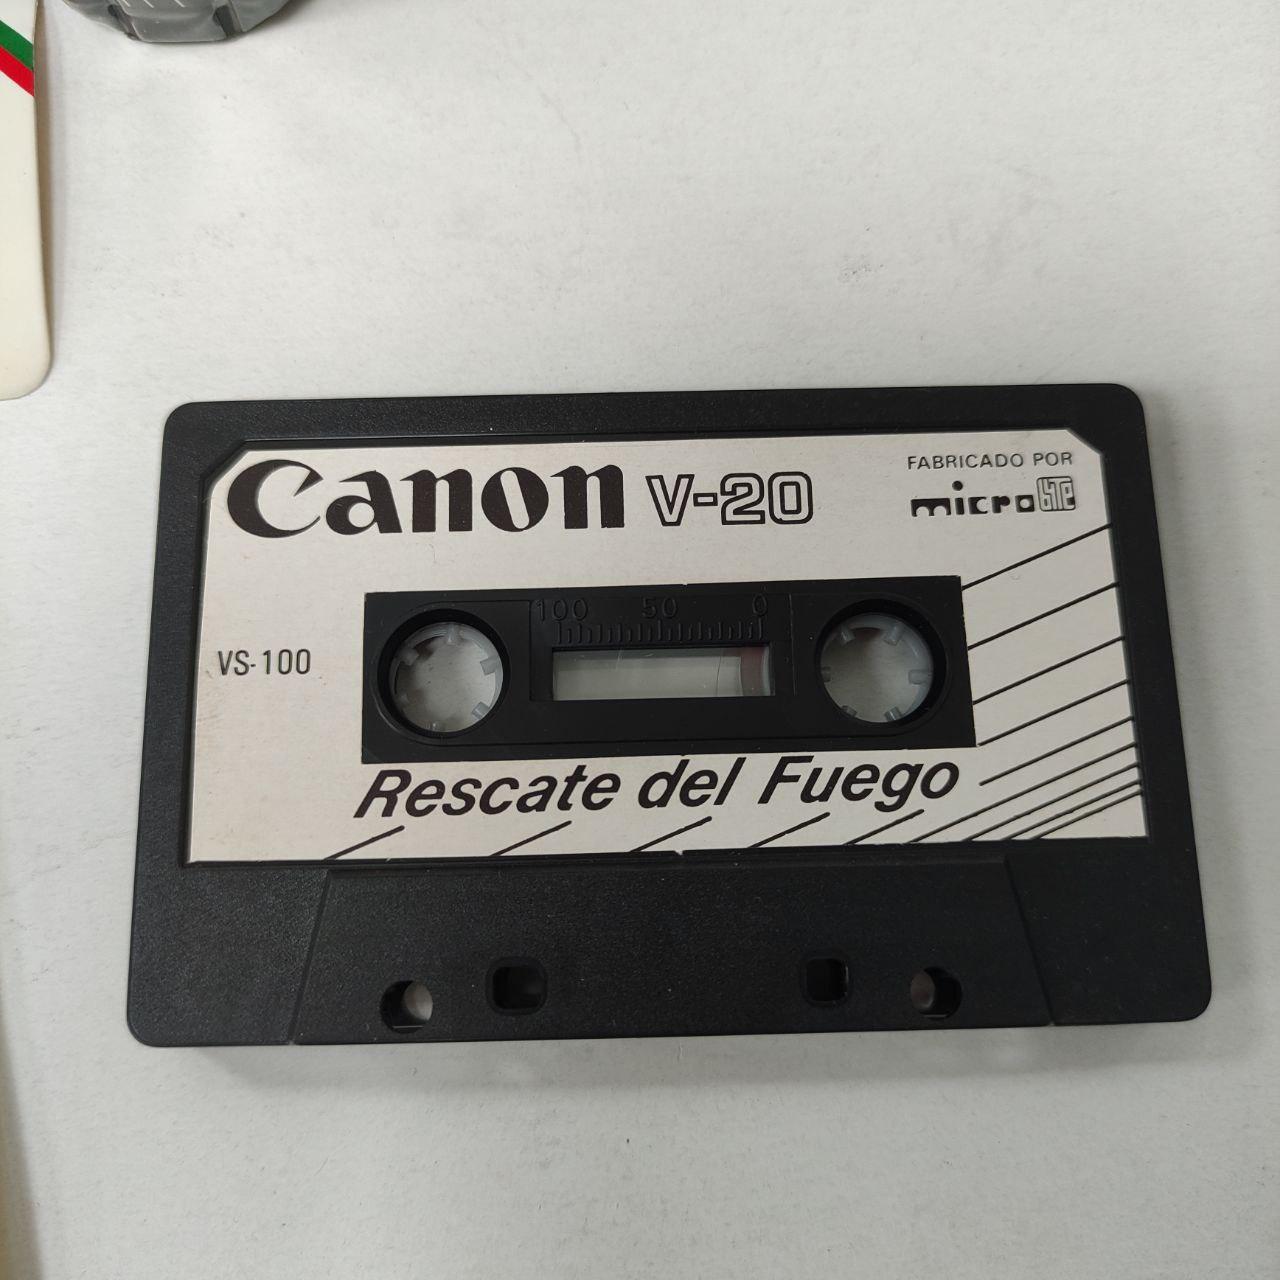 Canon V-20
FABRICADO POR
microbyte
100 50 0
VS-100
Rescate del Fuego